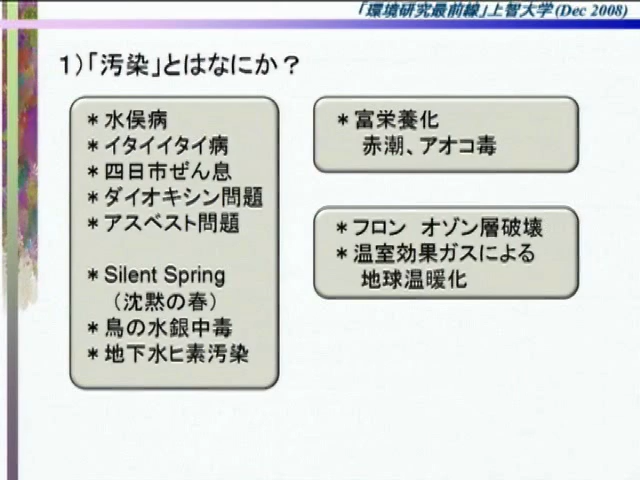 「環境研究最前線」上智大学(Dec 2008)
1)「汚染」とはなにか？
＊水俣病
＊イタイイタイ病
＊四日市ぜん息
＊ダイオキシン問題
＊アスベスト問題
＊Silent Spring
（沈黙の春）
＊鳥の水銀中毒
＊地下水ヒ素汚染
＊富栄養化
赤潮、アオコ毒
＊フロン　オゾン層破壊
＊温室効果ガスによる
地球温暖化